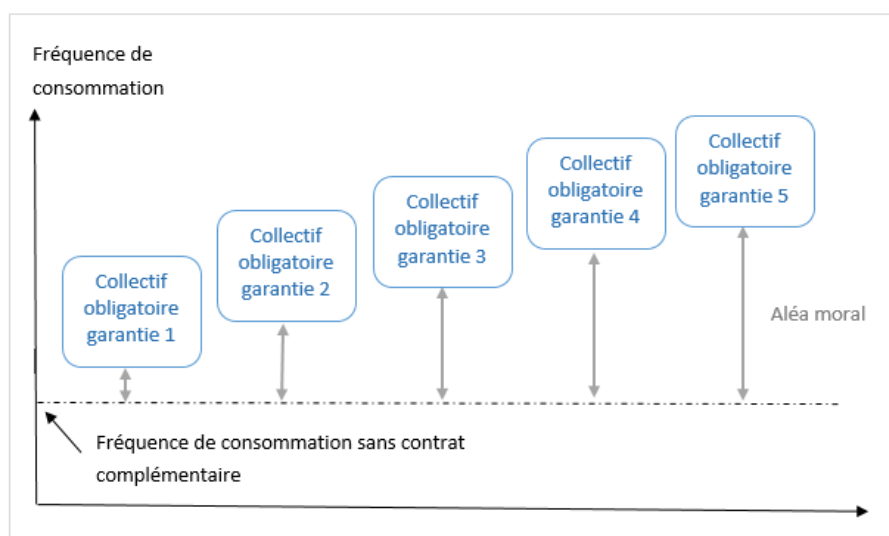 Fréquence de
consommation
Collectif
obligatoire
garantie 1
Collectif
obligatoire
garantie 2
Collectif
obligatoire
garantie 3
Collectif
obligatoire
garantie 4
Collectif
obligatoire
garantie 5
Aléa moral
Fréquence de consommation sans contrat
complémentaire